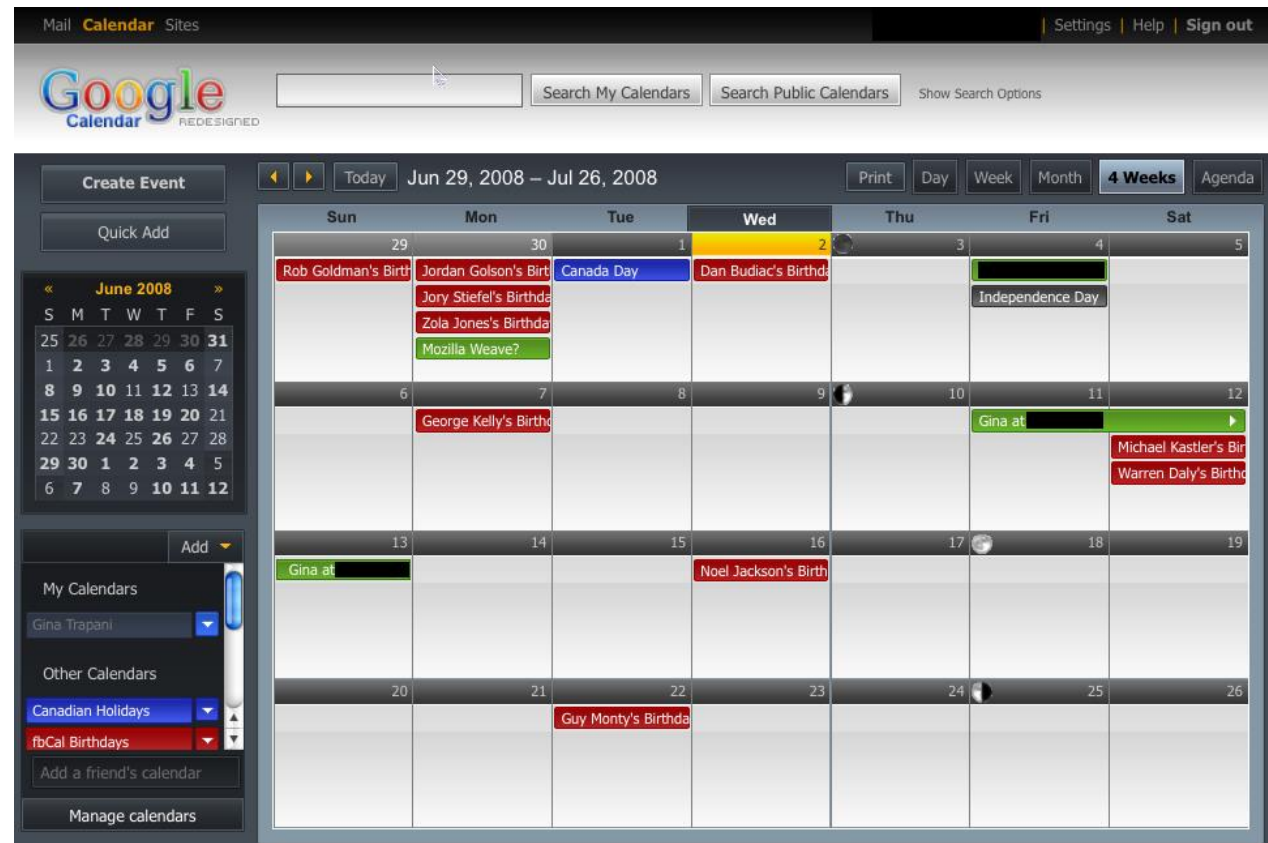 Mail Calendar Sites | Settings | Help | Sign out
Google
Calendar REDESIGNED
Search My Calendars Search Public Calendars Show Search Options
Create Event
Quick Add
« June 2008 »
S M T W T F S
25 26 27 28 29 30 31
1 2 3 4 5 6 7
8 9 10 11 12 13 14
15 16 17 18 19 20 21
22 23 24 25 26 27 28
29 30 1 2 3 4 5
6 7 8 9 10 11 12
Add
My Calendars
Gina Trapani
Other Calendars
Canadian Holidays
fbCal Birthdays
Add a friend's calendar
Manage calendars
Today Jun 29, 2008 – Jul 26, 2008 Print Day Week Month 4 Weeks Agenda
Sun Mon Tue Wed Thu Fri Sat
29 30 1 2 3 4 5
Rob Goldman's Birth Jordan Golson's Birt Canada Day Dan Budiac's Birthda
Jory Stiefel's Birthda Independence Day
Zola Jones's Birthda
Mozilla Weave?
6 7 8 9 10 11 12
George Kelly's Birthd Gina at
Michael Kastler's Bir
Warren Daly's Birthd
13 14 15 16 17 18 19
Gina at Noel Jackson's Birth
20 21 22 23 24 25 26
Guy Monty's Birthda